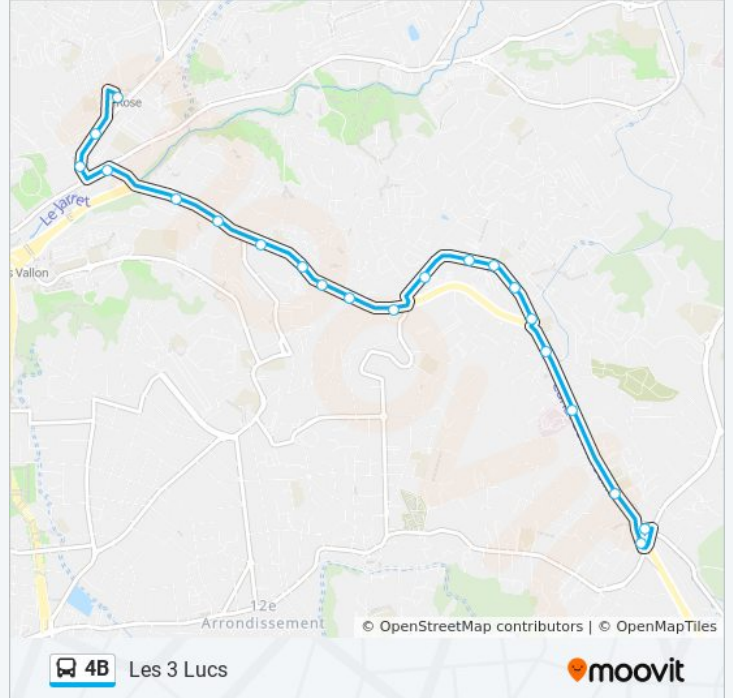 Rose
Le Jarret
s Vallon
12e
Arrondissement
© OpenStreetMap contributors | © OpenMapTiles
4B Les 3 Lucs
moovit